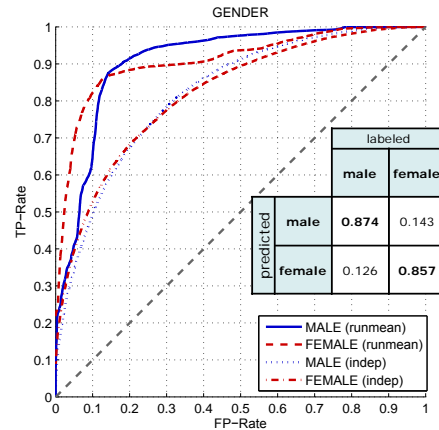 GENDER
1
0.9
0.8
0.7
0.6
0.5
0.4
0.3
0.2
0.1
0
TP−Rate
labeled
male female
predicted
male 0.874 0.143
female 0.126 0.857
MALE (runmean)
FEMALE (runmean)
MALE (indep)
FEMALE (indep)
0 0.1 0.2 0.3 0.4 0.5 0.6 0.7 0.8 0.9 1
FP−Rate